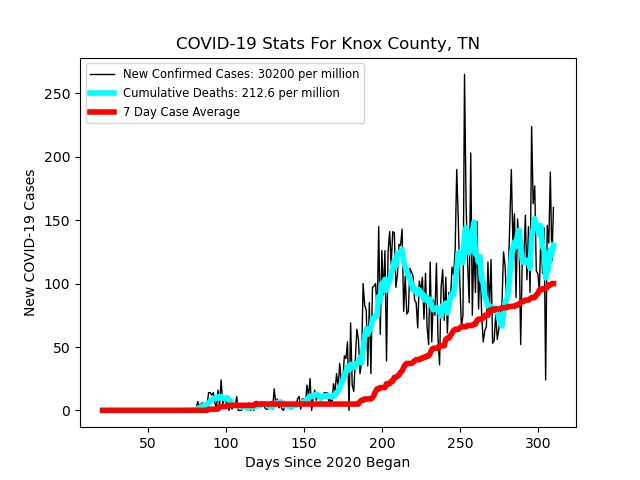 COVID-19 Stats For Knox County, TN
New Confirmed Cases: 30200 per million
Cumulative Deaths: 212.6 per million
7 Day Case Average
New COVID-19 Cases
250
200
150
100
50
0
50 100 150 200 250 300
Days Since 2020 Began